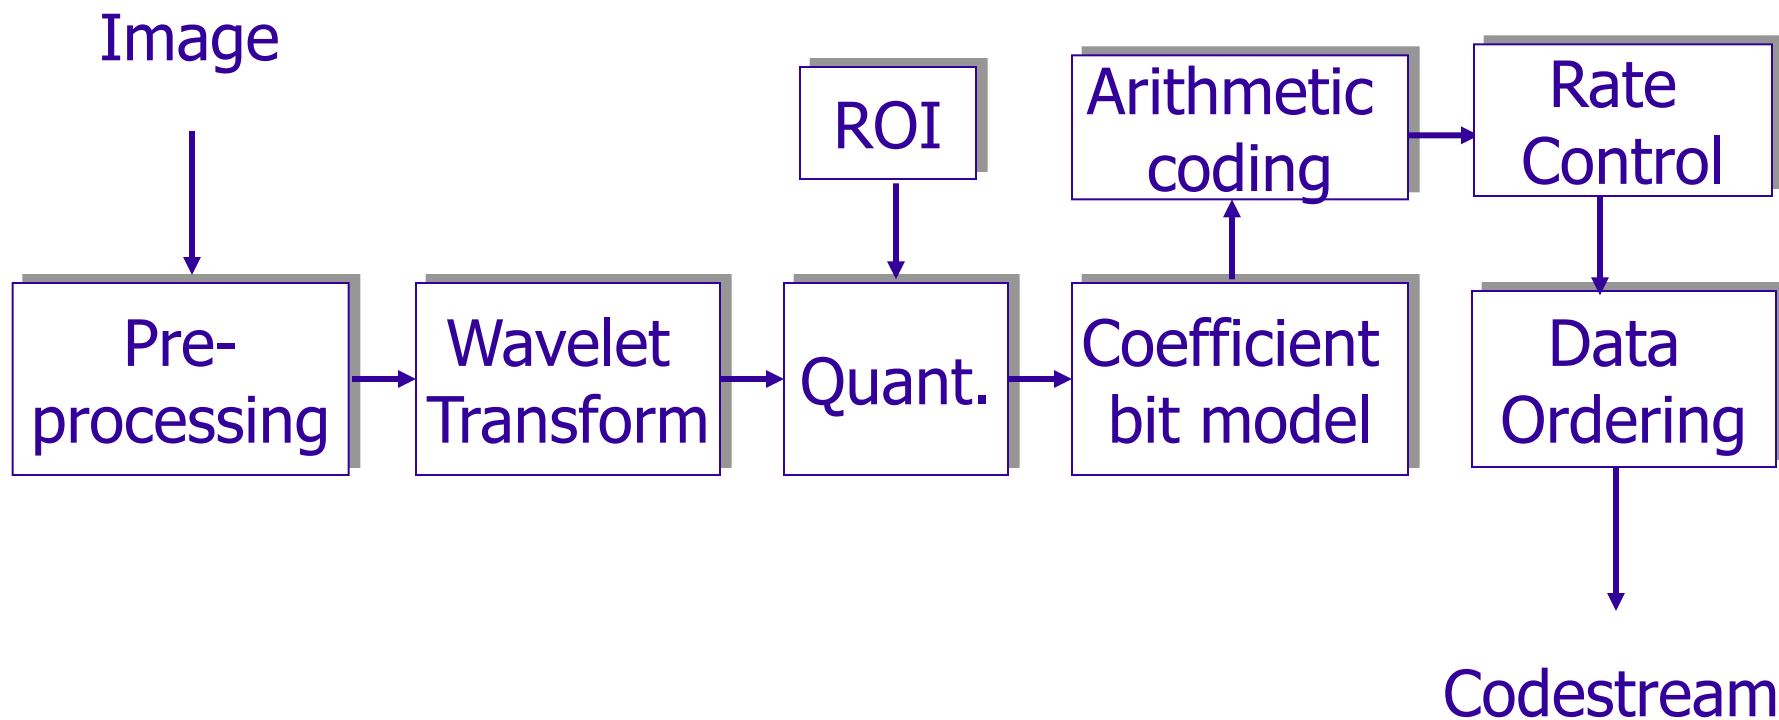 Image
ROI
Arithmetic
coding
Rate
Control
Pre-
processing
Wavelet
Transform
Quant.
Coefficient
bit model
Data
Ordering
Codestream